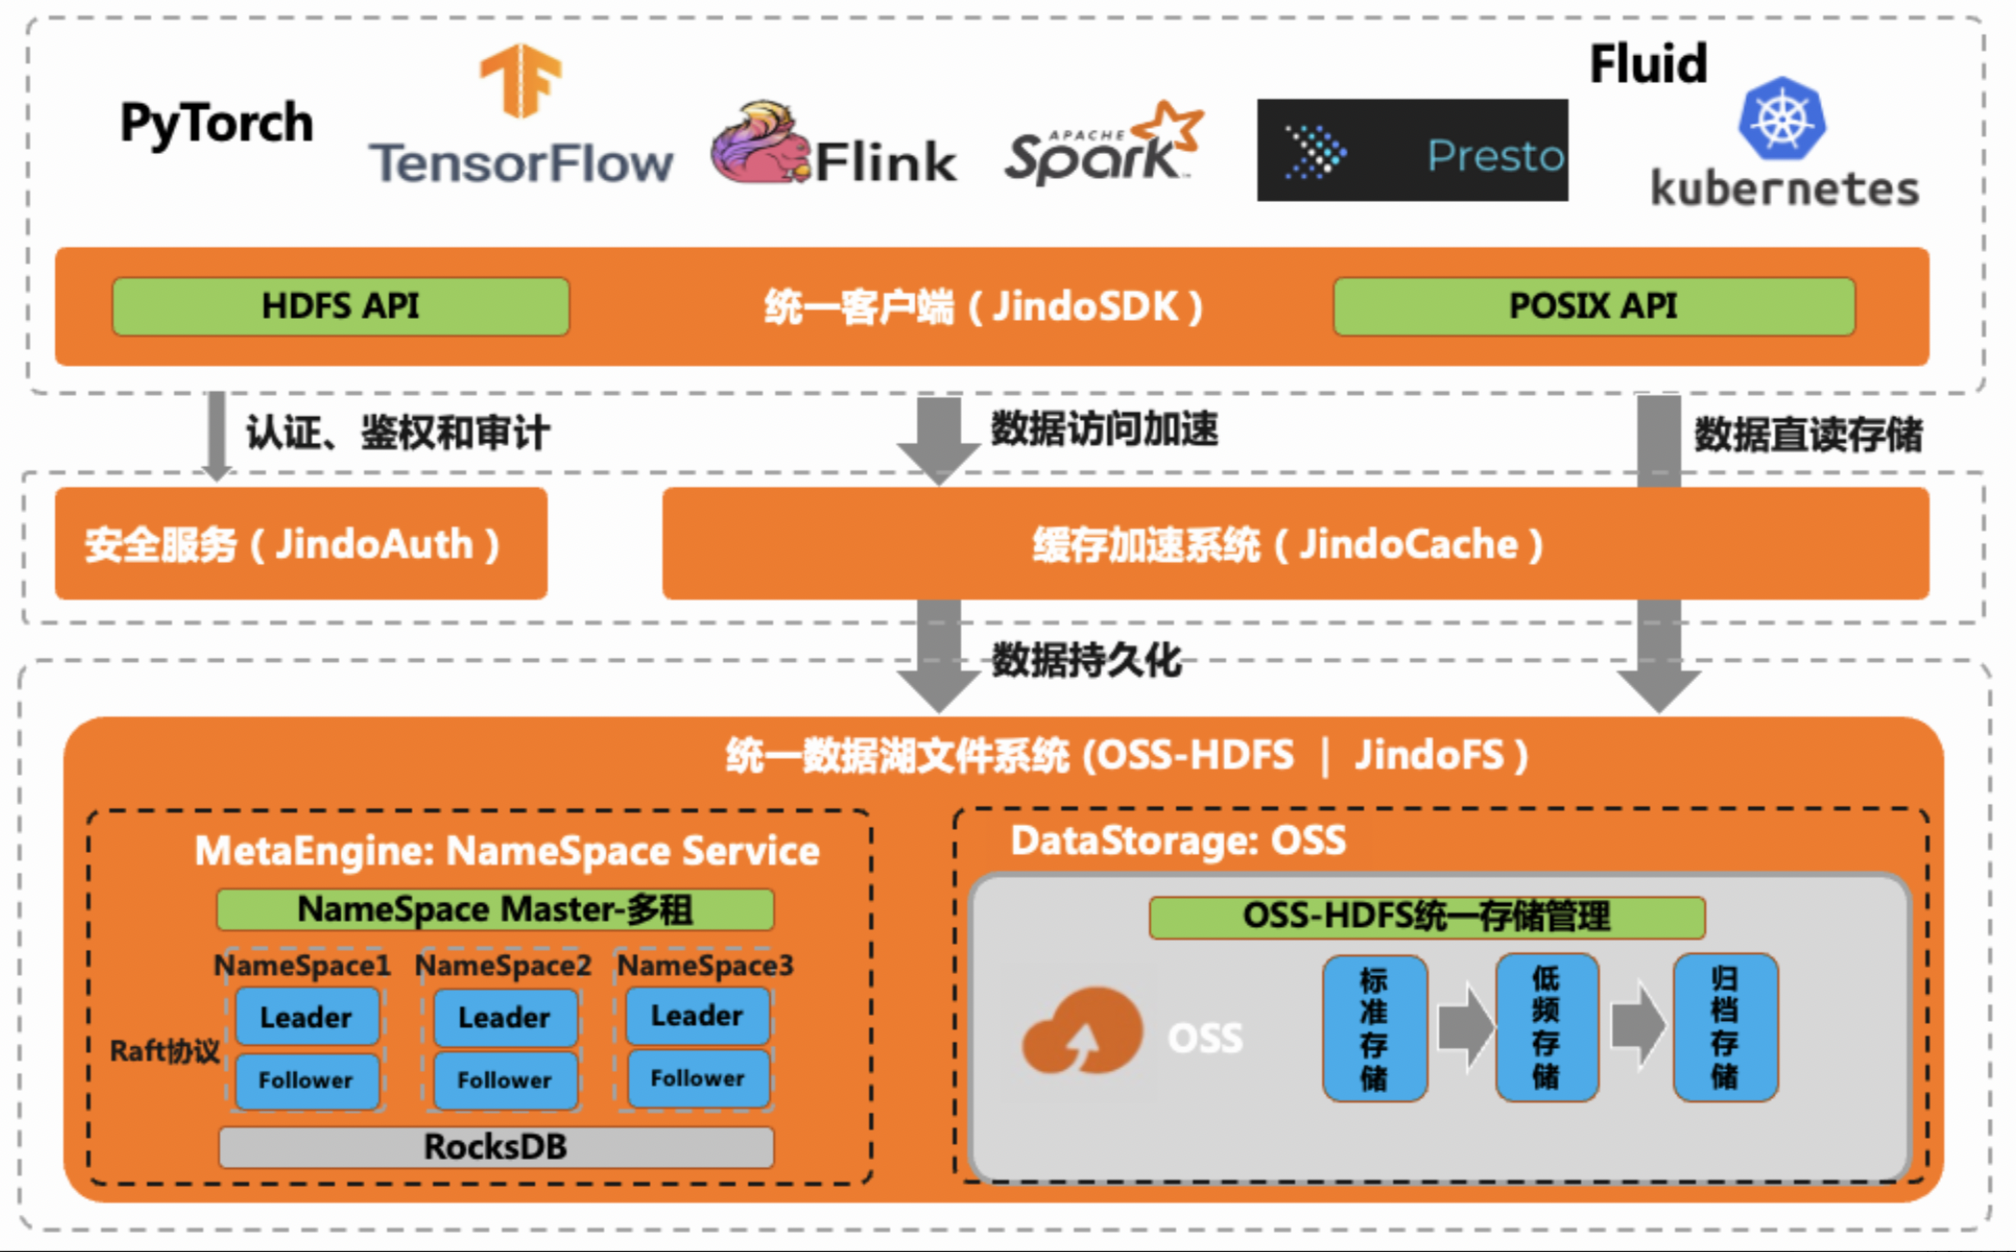 PyTorch
TensorFlow
Flink
APACHE
Spark
Presto
Fluid
kubernetes
HDFS API
统一客户端（JindoSDK）
POSIX API
认证、鉴权和审计
数据访问加速
数据直读存储
安全服务（JindoAuth）
缓存加速系统（JindoCache）
数据持久化
统一数据湖文件系统 (OSS-HDFS ｜ JindoFS )
MetaEngine: NameSpace Service
NameSpace Master-多租
NameSpace1
NameSpace2
NameSpace3
Leader
Leader
Leader
Raft协议
Follower
Follower
Follower
RocksDB
DataStorage: OSS
OSS-HDFS统一存储管理
OSS
标准存储
低频存储
归档存储